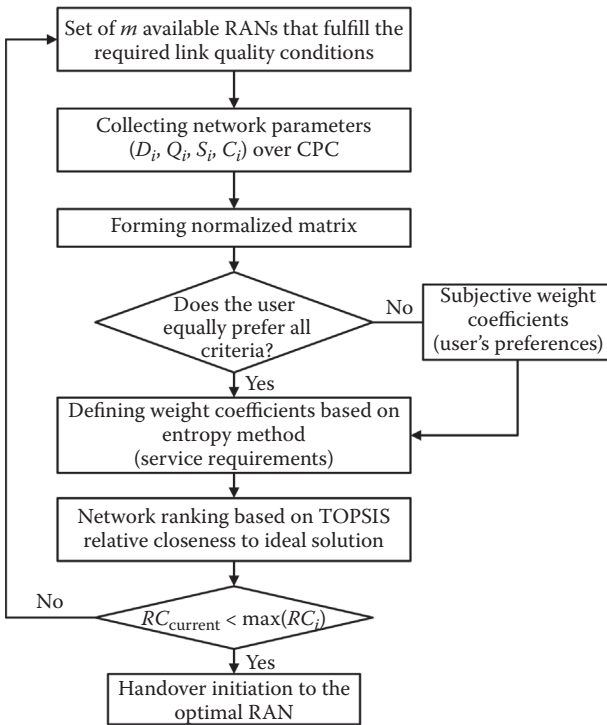 Set of m available RANs that fulfill the
required link quality conditions
Collecting network parameters
(Di, Qi, Si, Ci) over CPC
Forming normalized matrix
Does the user
equally prefer all
criteria?
No
Subjective weight
coefficients
(user's preferences)
Yes
Defining weight coefficients based on
entropy method
(service requirements)
Network ranking based on TOPSIS
relative closeness to ideal solution
No
RCcurrent < max(RCi)
Yes
Handover initiation to the
optimal RAN